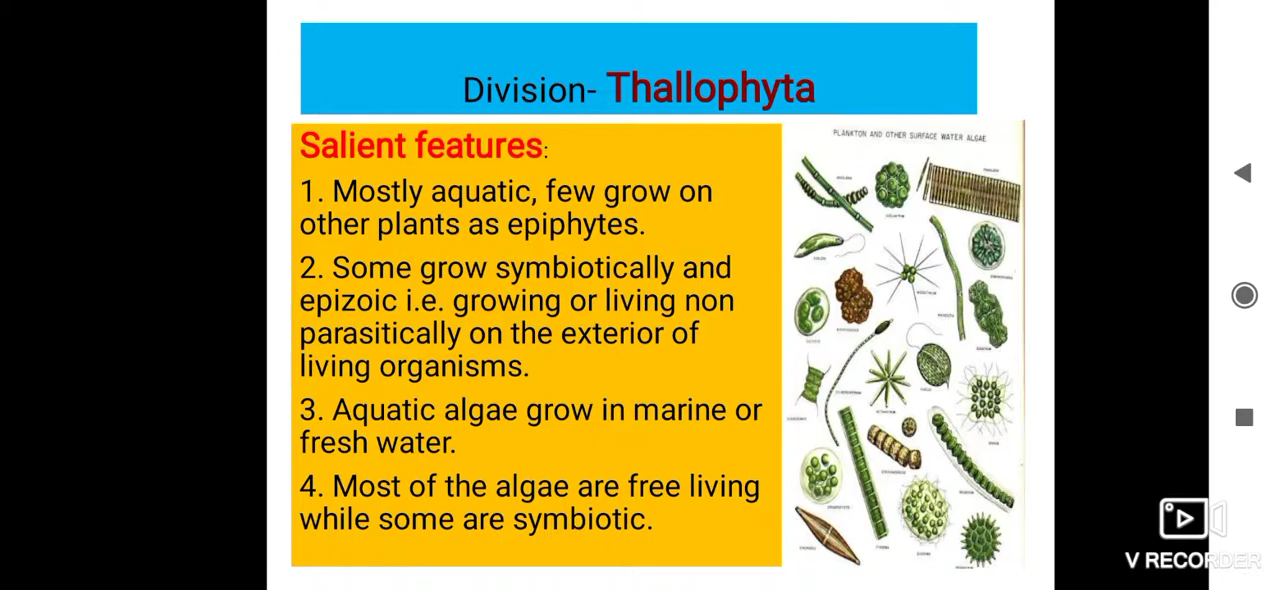 Division- Thallophyta
Salient features:
1. Mostly aquatic, few grow on
other plants as epiphytes.
2. Some grow symbiotically and
epizoic i.e. growing or living non
parasitically on the exterior of
living organisms.
3. Aquatic algae grow in marine or
fresh water.
4. Most of the algae are free living
while some are symbiotic.
PLANKTON AND OTHER SURFACE WATER ALGAE
V RECORDER